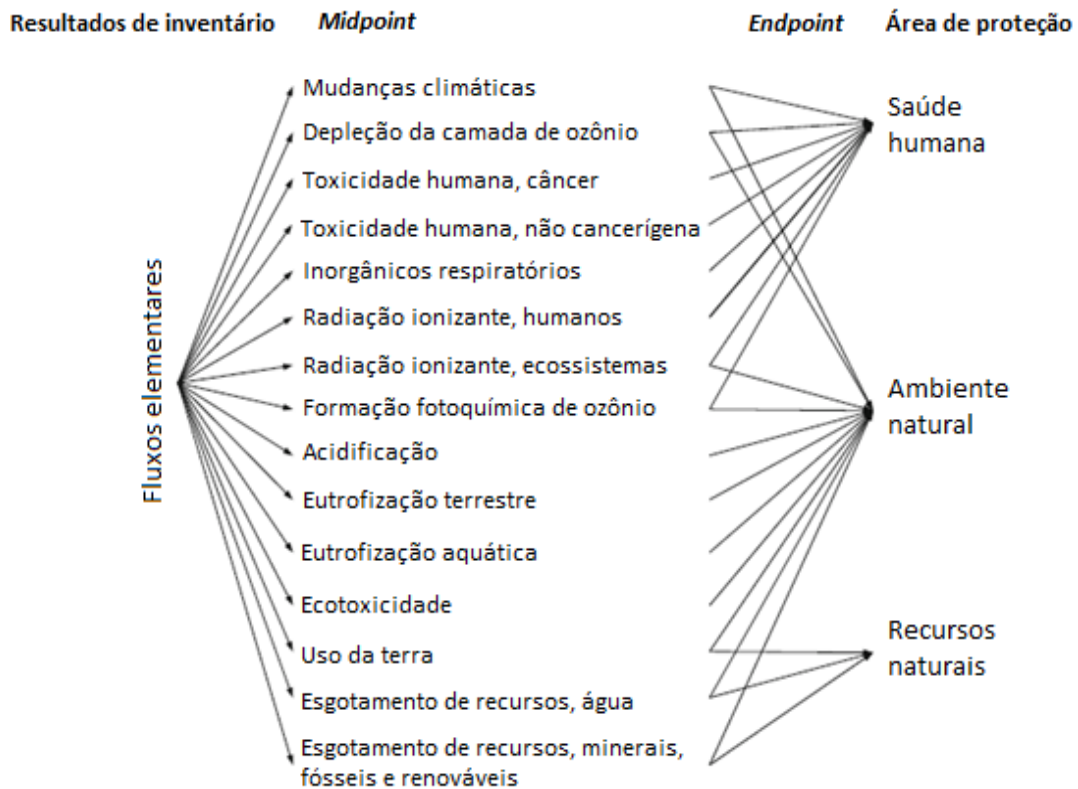 Resultados de inventário
Midpoint
Endpoint
Área de proteção
Fluxos elementares
Mudanças climáticas
Depleção da camada de ozônio
Toxicidade humana, câncer
Toxicidade humana, não cancerígena
Inorgânicos respiratórios
Radiação ionizante, humanos
Radiação ionizante, ecossistemas
Formação fotoquímica de ozônio
Acidificação
Eutrofização terrestre
Eutrofização aquática
Ecotoxicidade
Uso da terra
Esgotamento de recursos, água
Esgotamento de recursos, minerais,
fósseis e renováveis
Saúde
humana
Ambiente
natural
Recursos
naturais